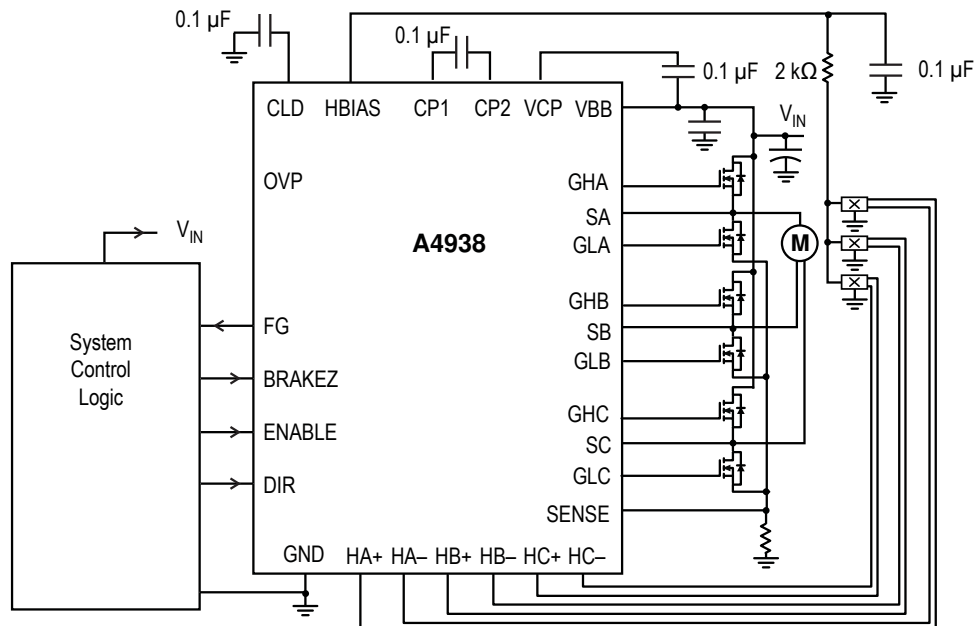 0.1 µF
0.1 µF
0.1 µF
2 kΩ
0.1 µF
CLD
HBIAS
CP1
CP2
VCP
VBB
VIN
OVP
A4938
GHA
SA
GLA
M
VIN
GHB
SB
GLB
System
Control
Logic
FG
BRAKEZ
ENABLE
DIR
GHC
SC
GLC
SENSE
GND
HA+
HA–
HB+
HB–
HC+
HC–